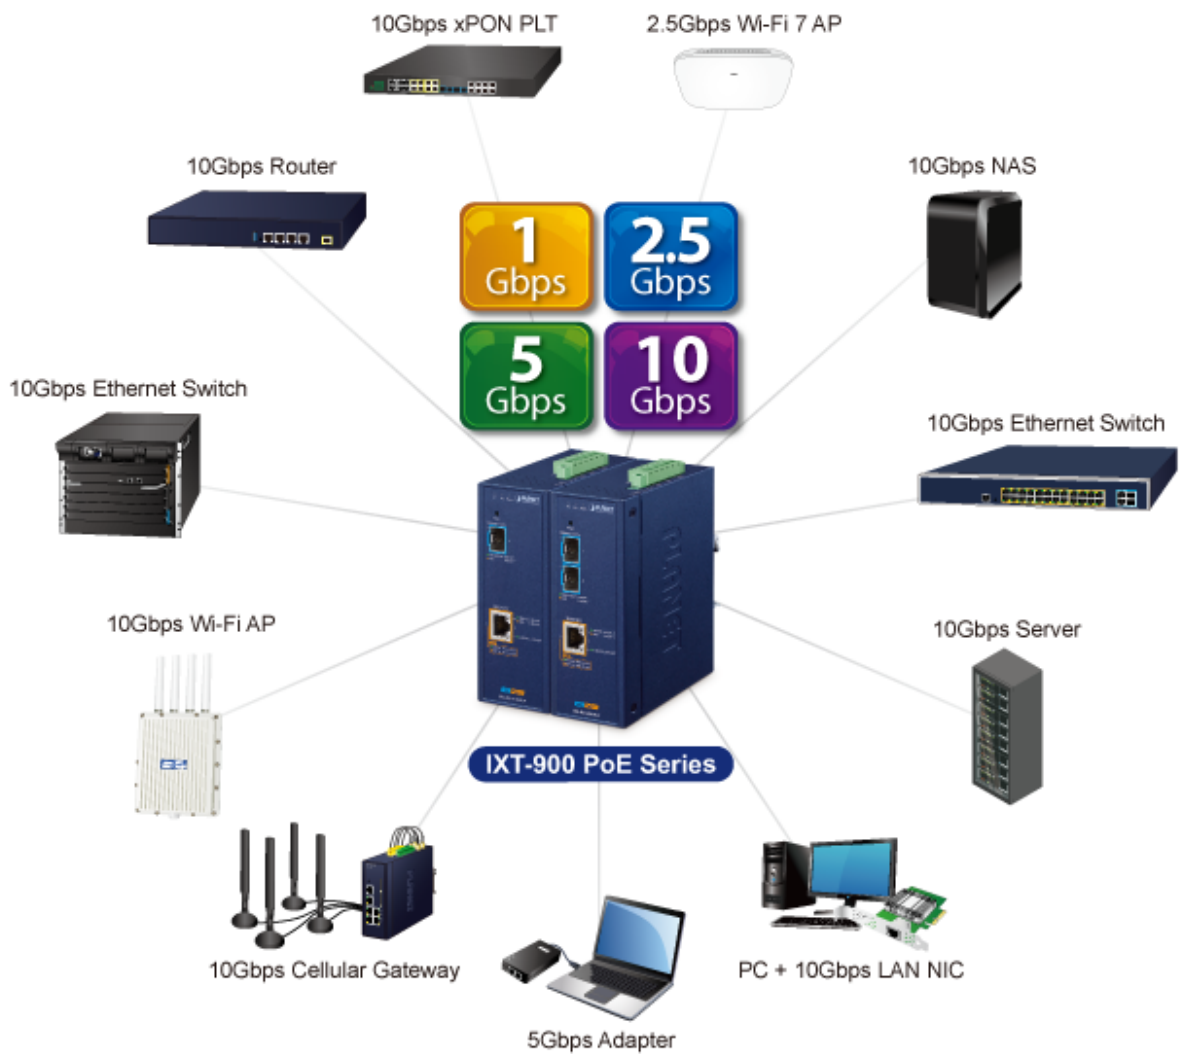 10Gbps xPON PLT
2.5Gbps Wi-Fi 7 AP
10Gbps Router
10Gbps NAS
1
Gbps
2.5
Gbps
5
Gbps
10
Gbps
10Gbps Ethernet Switch
10Gbps Ethernet Switch
PLANET
10Gbps Wi-Fi AP
10Gbps Server
IXT-900 PoE Series
10Gbps Cellular Gateway
PC + 10Gbps LAN NIC
5Gbps Adapter